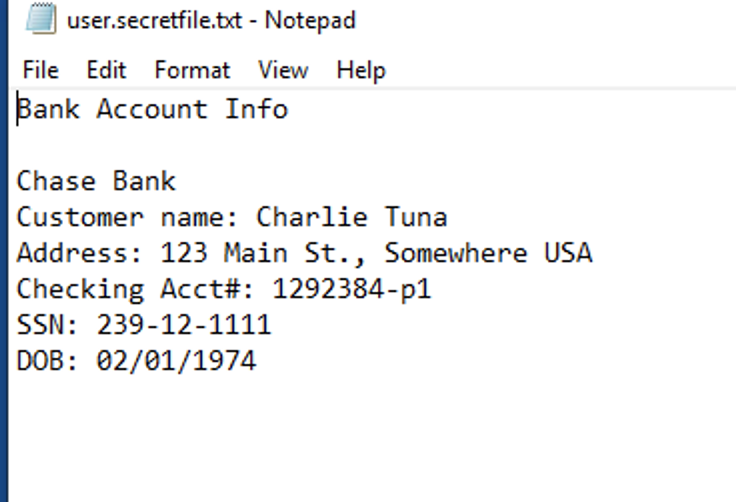 user.secretfile.txt - Notepad
File Edit Format View Help
Bank Account Info
Chase Bank
Customer name: Charlie Tuna
Address: 123 Main St., Somewhere USA
Checking Acct#: 1292384-p1
SSN: 239-12-1111
DOB: 02/01/1974